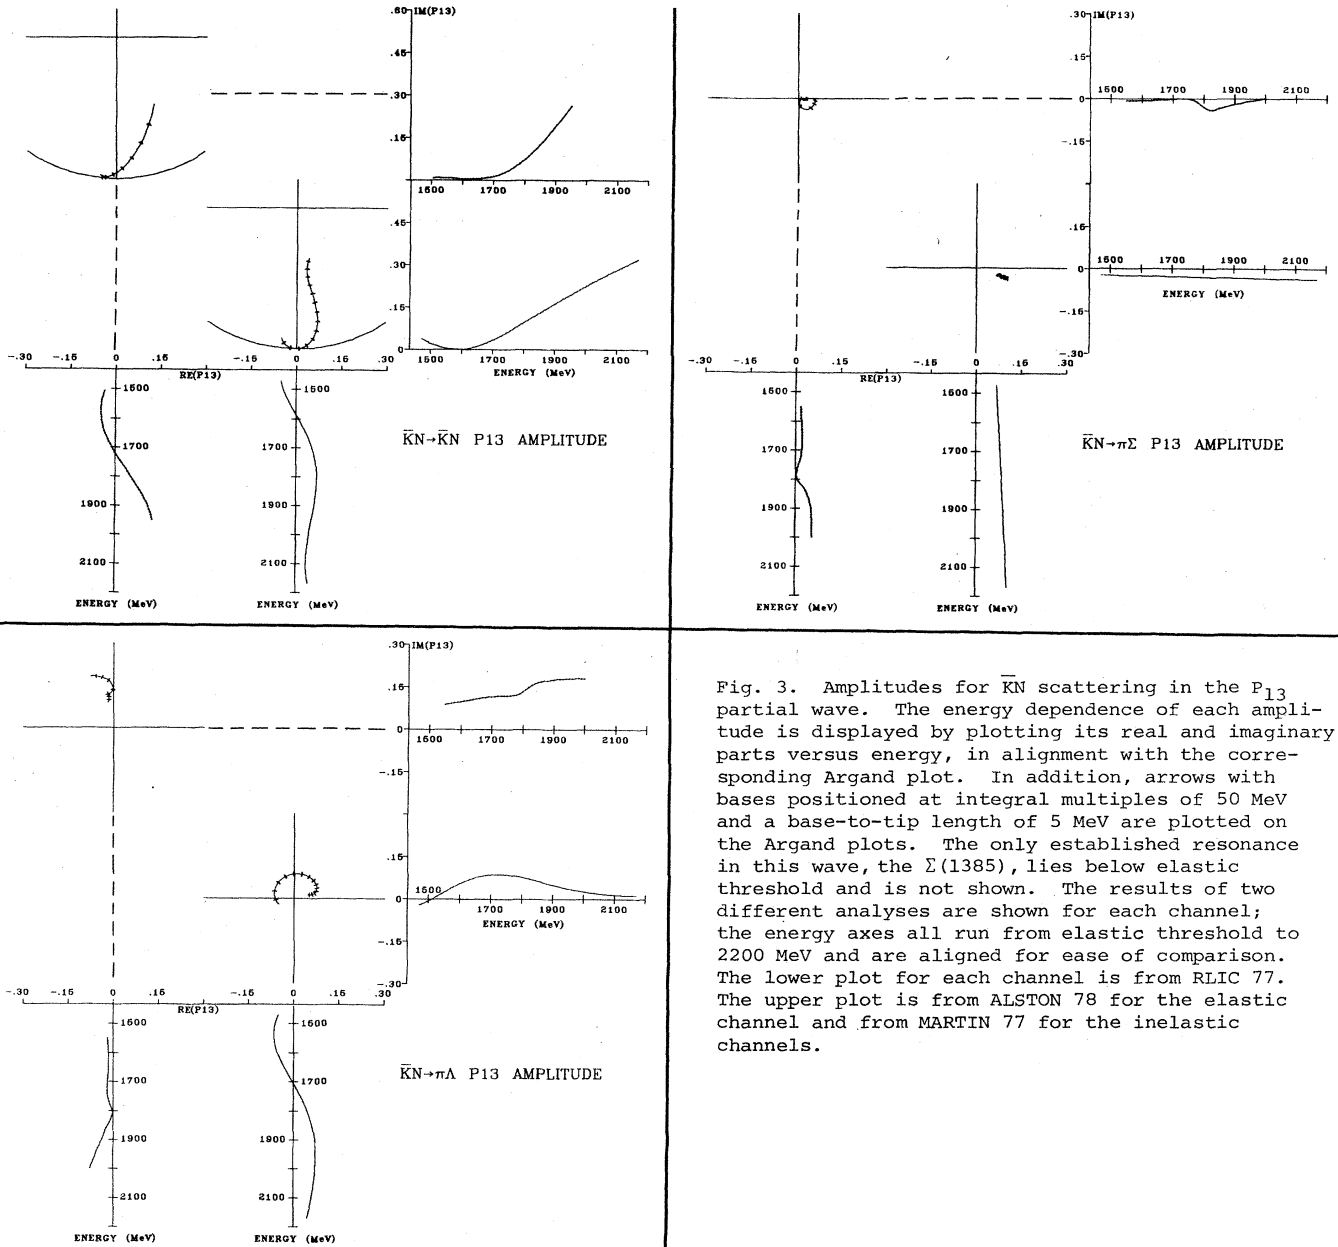 .60 IM(P13)
.45
.30
.15
1500 1700 1900 2100
.45
.30
.15
0
1500 1700 1900 2100
ENERGY (MeV)
-.30 -.15 0 .15 -.15 0 .15 .30
RE(P13)
1500
1700
1900
2100
ENERGY (MeV)
1500
1700
1900
2100
ENERGY (MeV)
K̄N→K̄N P13 AMPLITUDE
.30 IM(P13)
.15
0
1500 1700 1900 2100
-.15
.15
0
1500 1700 1900 2100
ENERGY (MeV)
-.15
-.30
-.30 -.15 0 .15 -.15 0 .15 .30
RE(P13)
1500
1700
1900
2100
ENERGY (MeV)
1500
1700
1900
2100
ENERGY (MeV)
K̄N→πΣ P13 AMPLITUDE
.30 IM(P13)
.15
0
1500 1700 1900 2100
-.15
.15
0
1500 1700 1900 2100
ENERGY (MeV)
-.15
-.30
-.30 -.15 0 .15 -.15 0 .15 .30
RE(P13)
1500
1700
1900
2100
ENERGY (MeV)
1500
1700
1900
2100
ENERGY (MeV)
K̄N→πΛ P13 AMPLITUDE
Fig. 3. Amplitudes for K̄N scattering in the P13
partial wave. The energy dependence of each ampli-
tude is displayed by plotting its real and imaginary
parts versus energy, in alignment with the corre-
sponding Argand plot. In addition, arrows with
bases positioned at integral multiples of 50 MeV
and a base-to-tip length of 5 MeV are plotted on
the Argand plots. The only established resonance
in this wave, the Σ(1385), lies below elastic
threshold and is not shown. The results of two
different analyses are shown for each channel;
the energy axes all run from elastic threshold to
2200 MeV and are aligned for ease of comparison.
The lower plot for each channel is from RLIC 77.
The upper plot is from ALSTON 78 for the elastic
channel and from MARTIN 77 for the inelastic
channels.